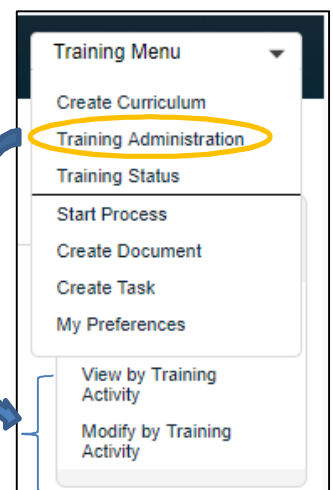 Training Menu
Create Curriculum
Training Administration
Training Status
Start Process
Create Document
Create Task
My Preferences
View by Training
Activity
Modify by Training
Activity